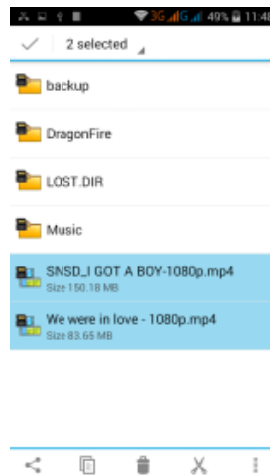 3G G 49% 11:48
2 selected
backup
DragonFire
LOST.DIR
Music
SNSD_I GOT A BOY-1080p.mp4
Size 150.18 MB
We were in love - 1080p.mp4
Size 83.65 MB